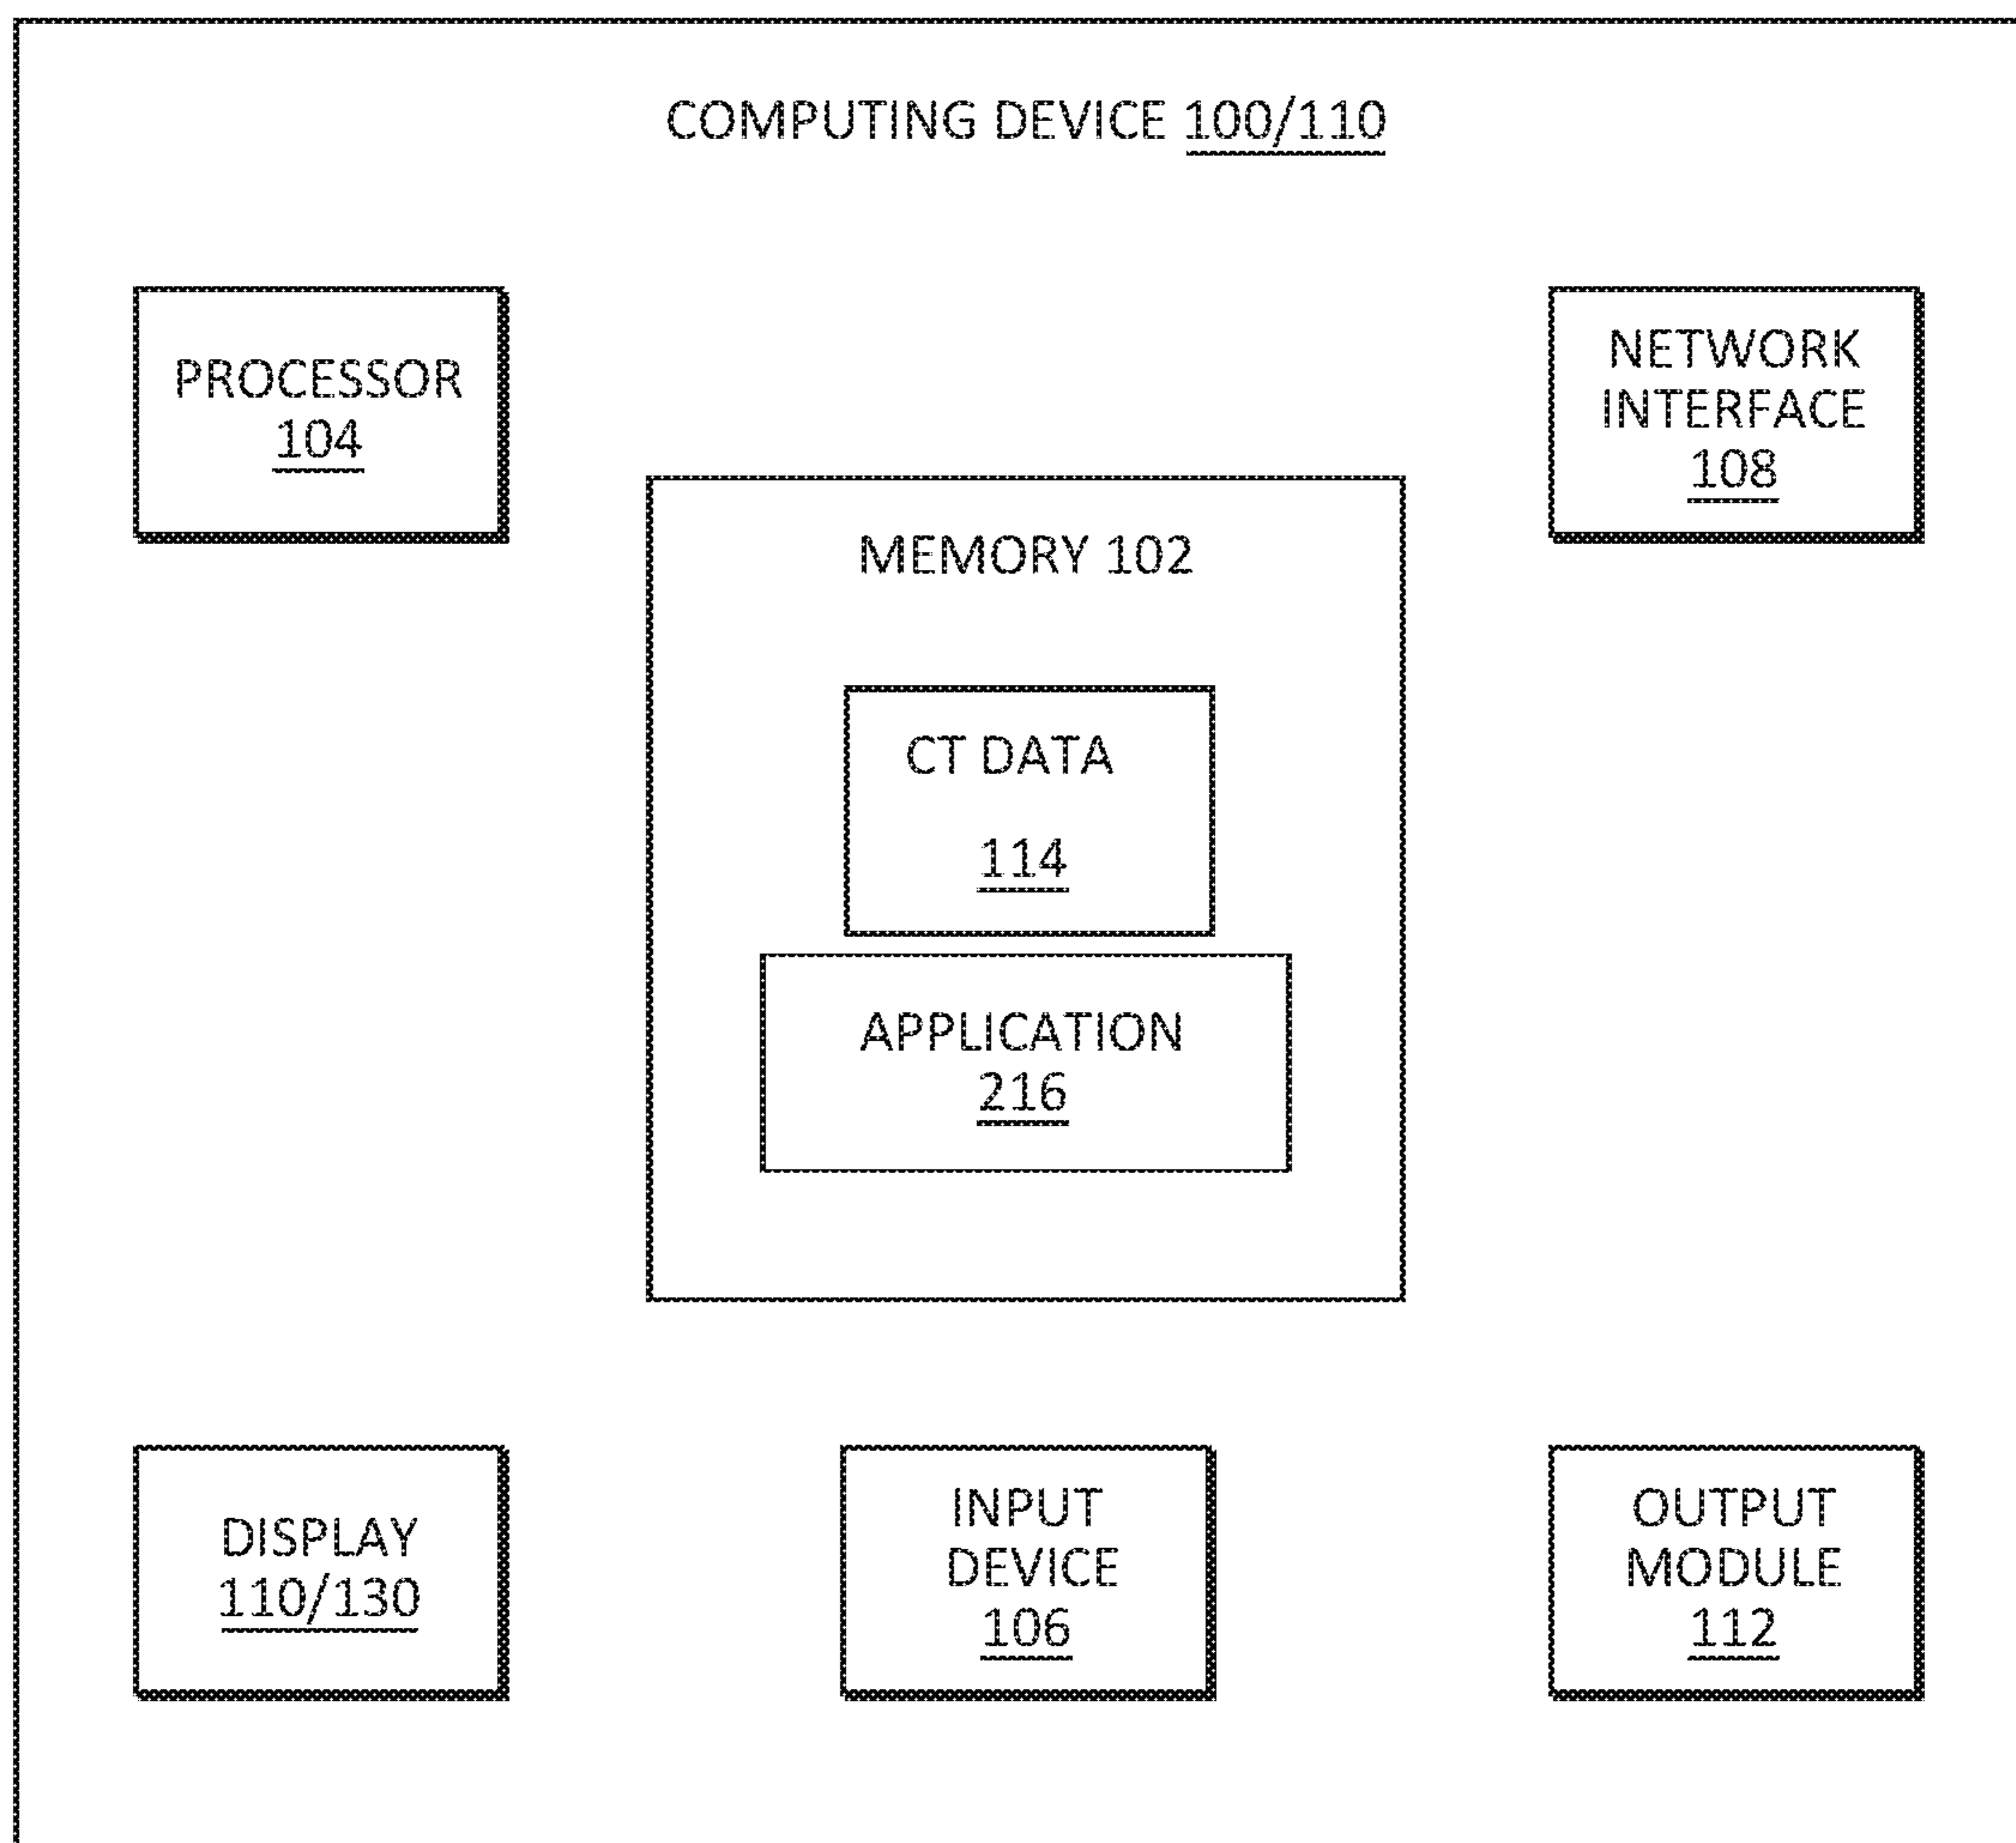 COMPUTING DEVICE 100/110
PROCESSOR
104
NETWORK
INTERFACE
108
MEMORY 102
CT DATA
114
APPLICATION
216
DISPLAY
110/130
INPUT
DEVICE
106
OUTPUT
MODULE
112